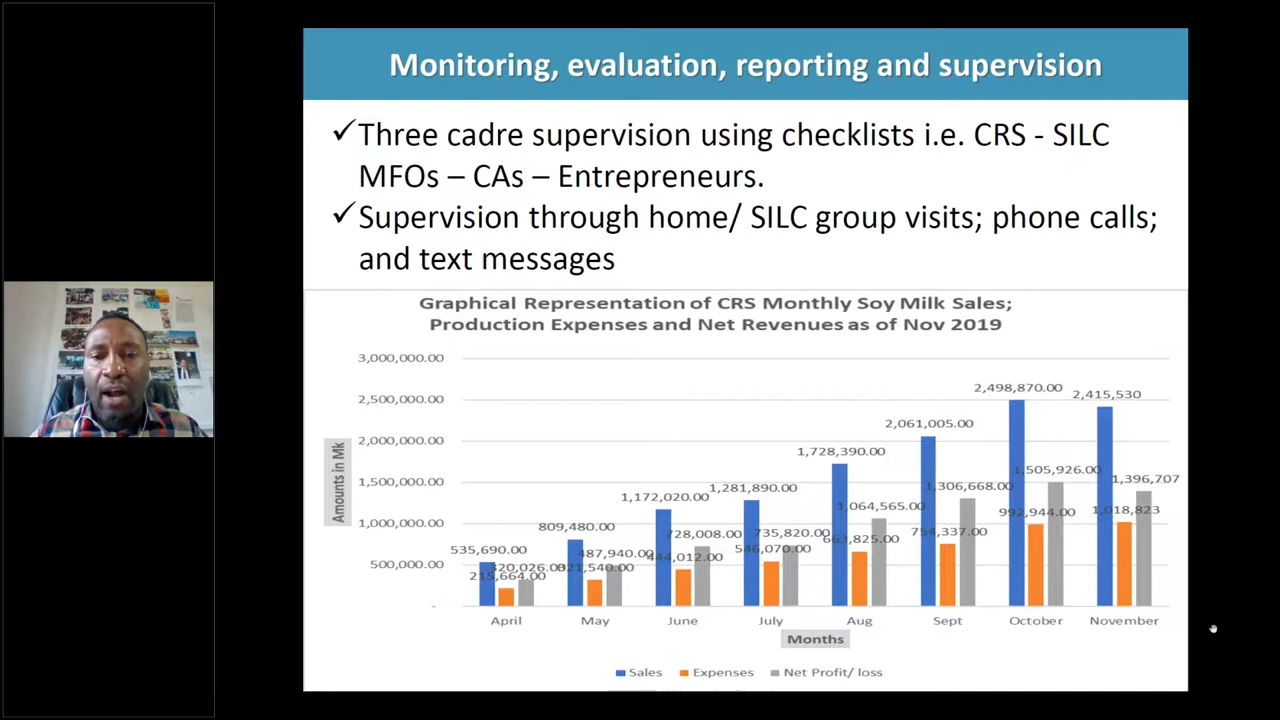 Monitoring, evaluation, reporting and supervision
✓Three cadre supervision using checklists i.e. CRS - SILC
MFOs – CAs – Entrepreneurs.
✓Supervision through home/ SILC group visits; phone calls;
and text messages
Graphical Representation of CRS Monthly Soy Milk Sales;
Production Expenses and Net Revenues as of Nov 2019
Amounts in Mk
3,000,000.00
2,500,000.00
2,000,000.00
1,500,000.00
1,000,000.00
500,000.00
-
535,690.00
215,664.00
320,026.00
809,480.00
321,540.00
487,940.00
1,172,020.00
444,012.00
728,008.00
1,281,890.00
546,070.00
735,820.00
1,728,390.00
663,825.00
1,064,565.00
2,061,005.00
754,337.00
1,306,668.00
2,498,870.00
992,944.00
1,505,926.00
2,415,530
1,018,823
1,396,707
April May June July Aug Sept October November
Months
Sales Expenses Net Profit/ loss